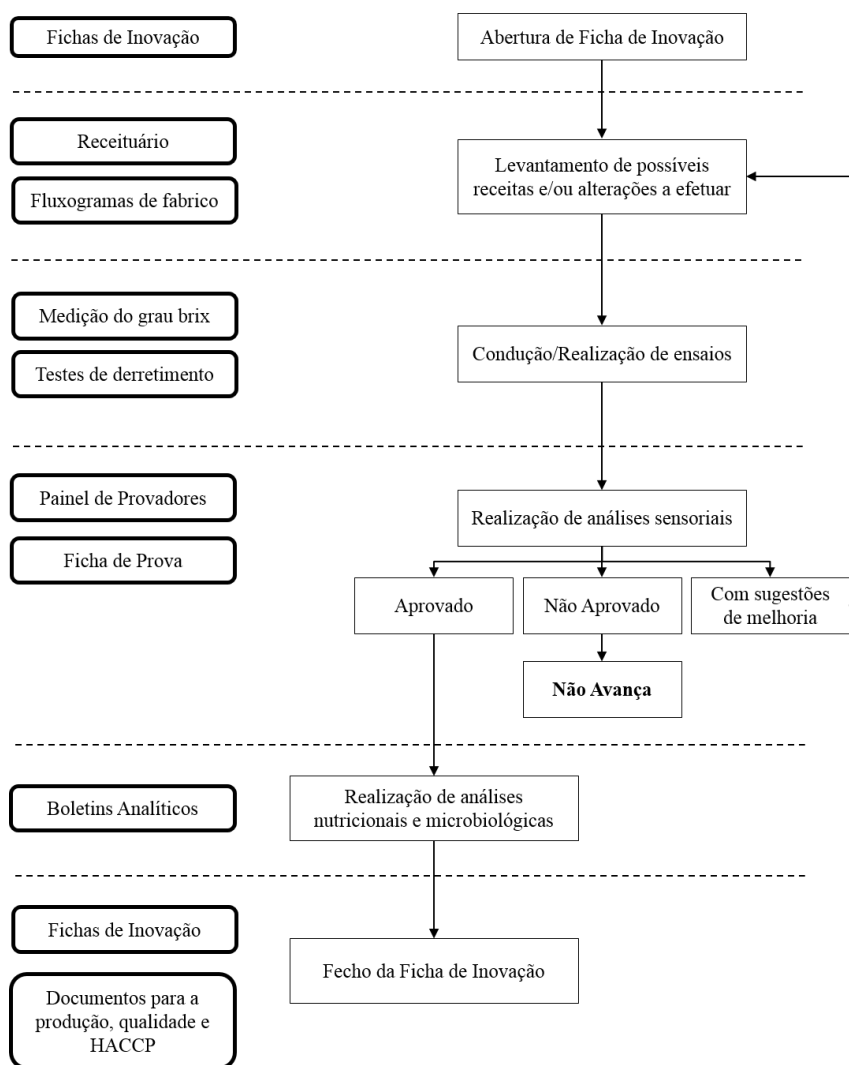 Fichas de Inovação
Abertura de Ficha de Inovação
Receituário
Fluxogramas de fabrico
Levantamento de possíveis
receitas e/ou alterações a efetuar
Medição do grau brix
Testes de derretimento
Condução/Realização de ensaios
Painel de Provadores
Ficha de Prova
Realização de análises sensoriais
Aprovado
Não Aprovado
Com sugestões
de melhoria
Não Avança
Boletins Analíticos
Realização de análises
nutricionais e microbiológicas
Fichas de Inovação
Fecho da Ficha de Inovação
Documentos para a
produção, qualidade e
HACCP